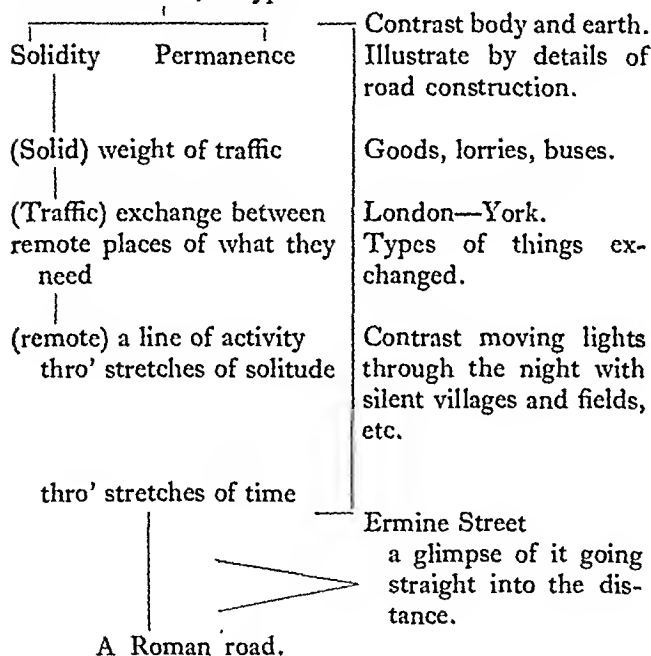 Solidity Permanence
(Solid) weight of traffic
(Traffic) exchange between
remote places of what they
need
(remote) a line of activity
thro' stretches of solitude
thro' stretches of time
A Roman road.
Contrast body and earth.
Illustrate by details of
road construction.
Goods, lorries, buses.
London—York.
Types of things ex-
changed.
Contrast moving lights
through the night with
silent villages and fields,
etc.
Ermine Street
a glimpse of it going
straight into the dis-
tance.